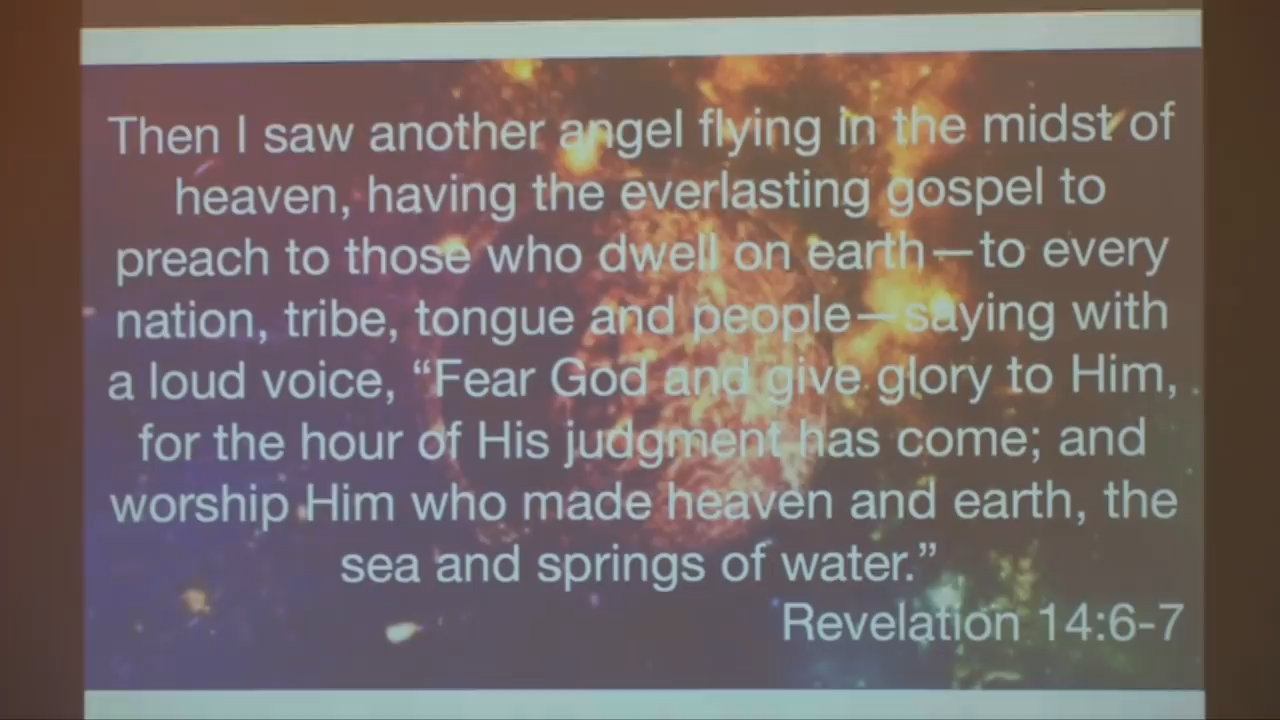 Then I saw another angel flying in the midst of
heaven, having the everlasting gospel to
preach to those who dwell on earth—to every
nation, tribe, tongue and people—saying with
a loud voice, “Fear God and give glory to Him,
for the hour of His judgment has come; and
worship Him who made heaven and earth, the
sea and springs of water.”
Revelation 14:6-7